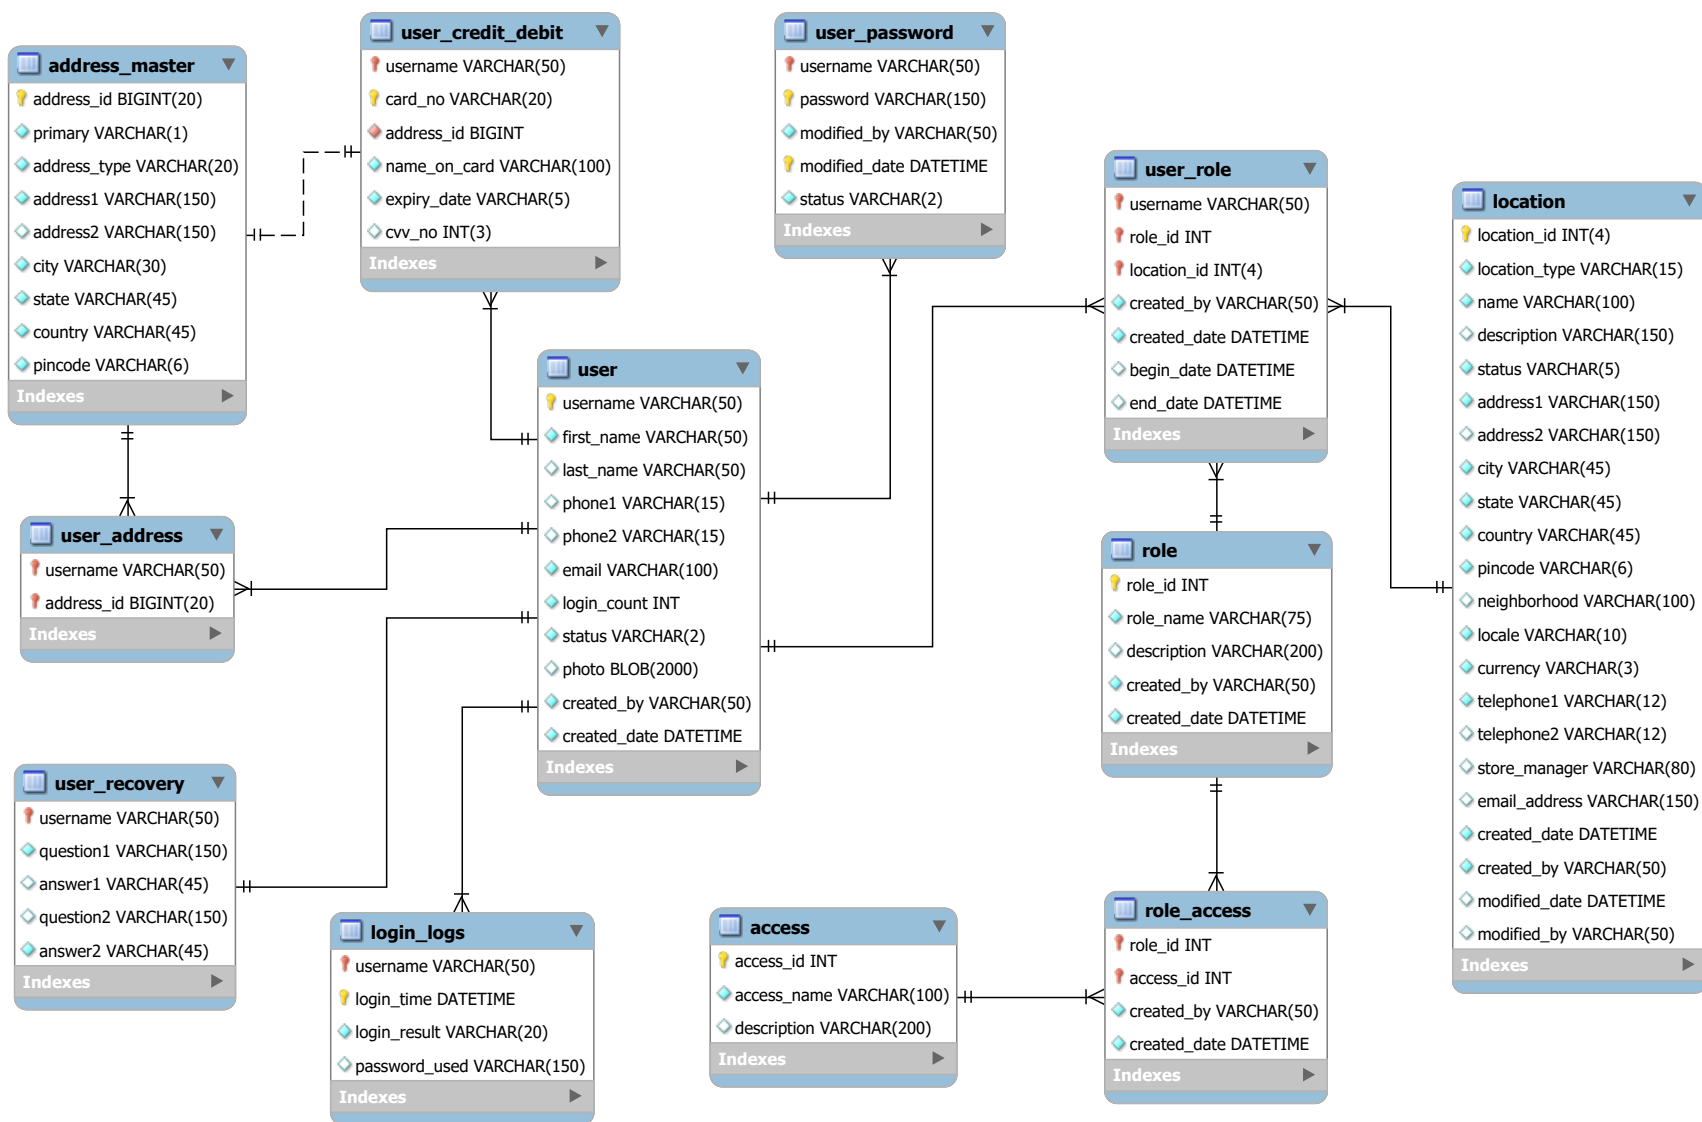 address_master
address_id BIGINT(20)
primary VARCHAR(1)
address_type VARCHAR(20)
address1 VARCHAR(150)
address2 VARCHAR(150)
city VARCHAR(30)
state VARCHAR(45)
country VARCHAR(45)
pincode VARCHAR(6)
Indexes
user_credit_debit
username VARCHAR(50)
card_no VARCHAR(20)
address_id BIGINT
name_on_card VARCHAR(100)
expiry_date VARCHAR(5)
cvv_no INT(3)
Indexes
user_password
username VARCHAR(50)
password VARCHAR(150)
modified_by VARCHAR(50)
modified_date DATETIME
status VARCHAR(2)
Indexes
user_role
username VARCHAR(50)
role_id INT
location_id INT(4)
created_by VARCHAR(50)
created_date DATETIME
begin_date DATETIME
end_date DATETIME
Indexes
location
location_id INT(4)
location_type VARCHAR(15)
name VARCHAR(100)
description VARCHAR(150)
status VARCHAR(5)
address1 VARCHAR(150)
address2 VARCHAR(150)
city VARCHAR(45)
state VARCHAR(45)
country VARCHAR(45)
pincode VARCHAR(6)
neighborhood VARCHAR(100)
locale VARCHAR(10)
currency VARCHAR(3)
telephone1 VARCHAR(12)
telephone2 VARCHAR(12)
store_manager VARCHAR(80)
email_address VARCHAR(150)
created_date DATETIME
created_by VARCHAR(50)
modified_date DATETIME
modified_by VARCHAR(50)
Indexes
user
username VARCHAR(50)
first_name VARCHAR(50)
last_name VARCHAR(50)
phone1 VARCHAR(15)
phone2 VARCHAR(15)
email VARCHAR(100)
login_count INT
status VARCHAR(2)
photo BLOB(2000)
created_by VARCHAR(50)
created_date DATETIME
Indexes
user_address
username VARCHAR(50)
address_id BIGINT(20)
Indexes
role
role_id INT
role_name VARCHAR(75)
description VARCHAR(200)
created_by VARCHAR(50)
created_date DATETIME
Indexes
user_recovery
username VARCHAR(50)
question1 VARCHAR(150)
answer1 VARCHAR(45)
question2 VARCHAR(150)
answer2 VARCHAR(45)
Indexes
login_logs
username VARCHAR(50)
login_time DATETIME
login_result VARCHAR(20)
password_used VARCHAR(150)
Indexes
access
access_id INT
access_name VARCHAR(100)
description VARCHAR(200)
Indexes
role_access
role_id INT
access_id INT
created_by VARCHAR(50)
created_date DATETIME
Indexes